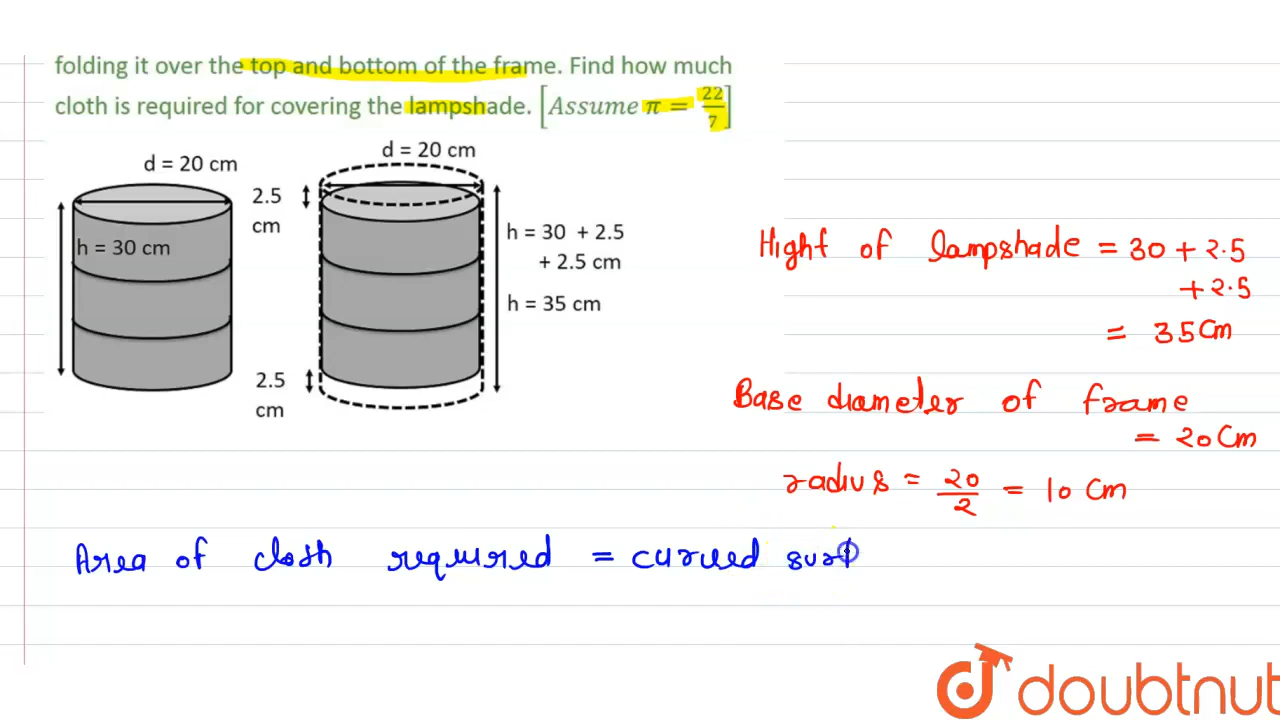 folding it over the top and bottom of the frame. Find how much
cloth is required for covering the lampshade. [Assume π = 22/7]
d = 20 cm
d = 20 cm
2.5
cm
h = 30 cm
h = 30 + 2.5
+ 2.5 cm
h = 35 cm
2.5
cm
Hight of lampshade = 30 + 2.5
+ 2.5
= 35 Cm
Base diameter of frame
= 20 Cm
radius = 20/2 = 10 Cm
Area of cloth required = curved surf
doubtnut